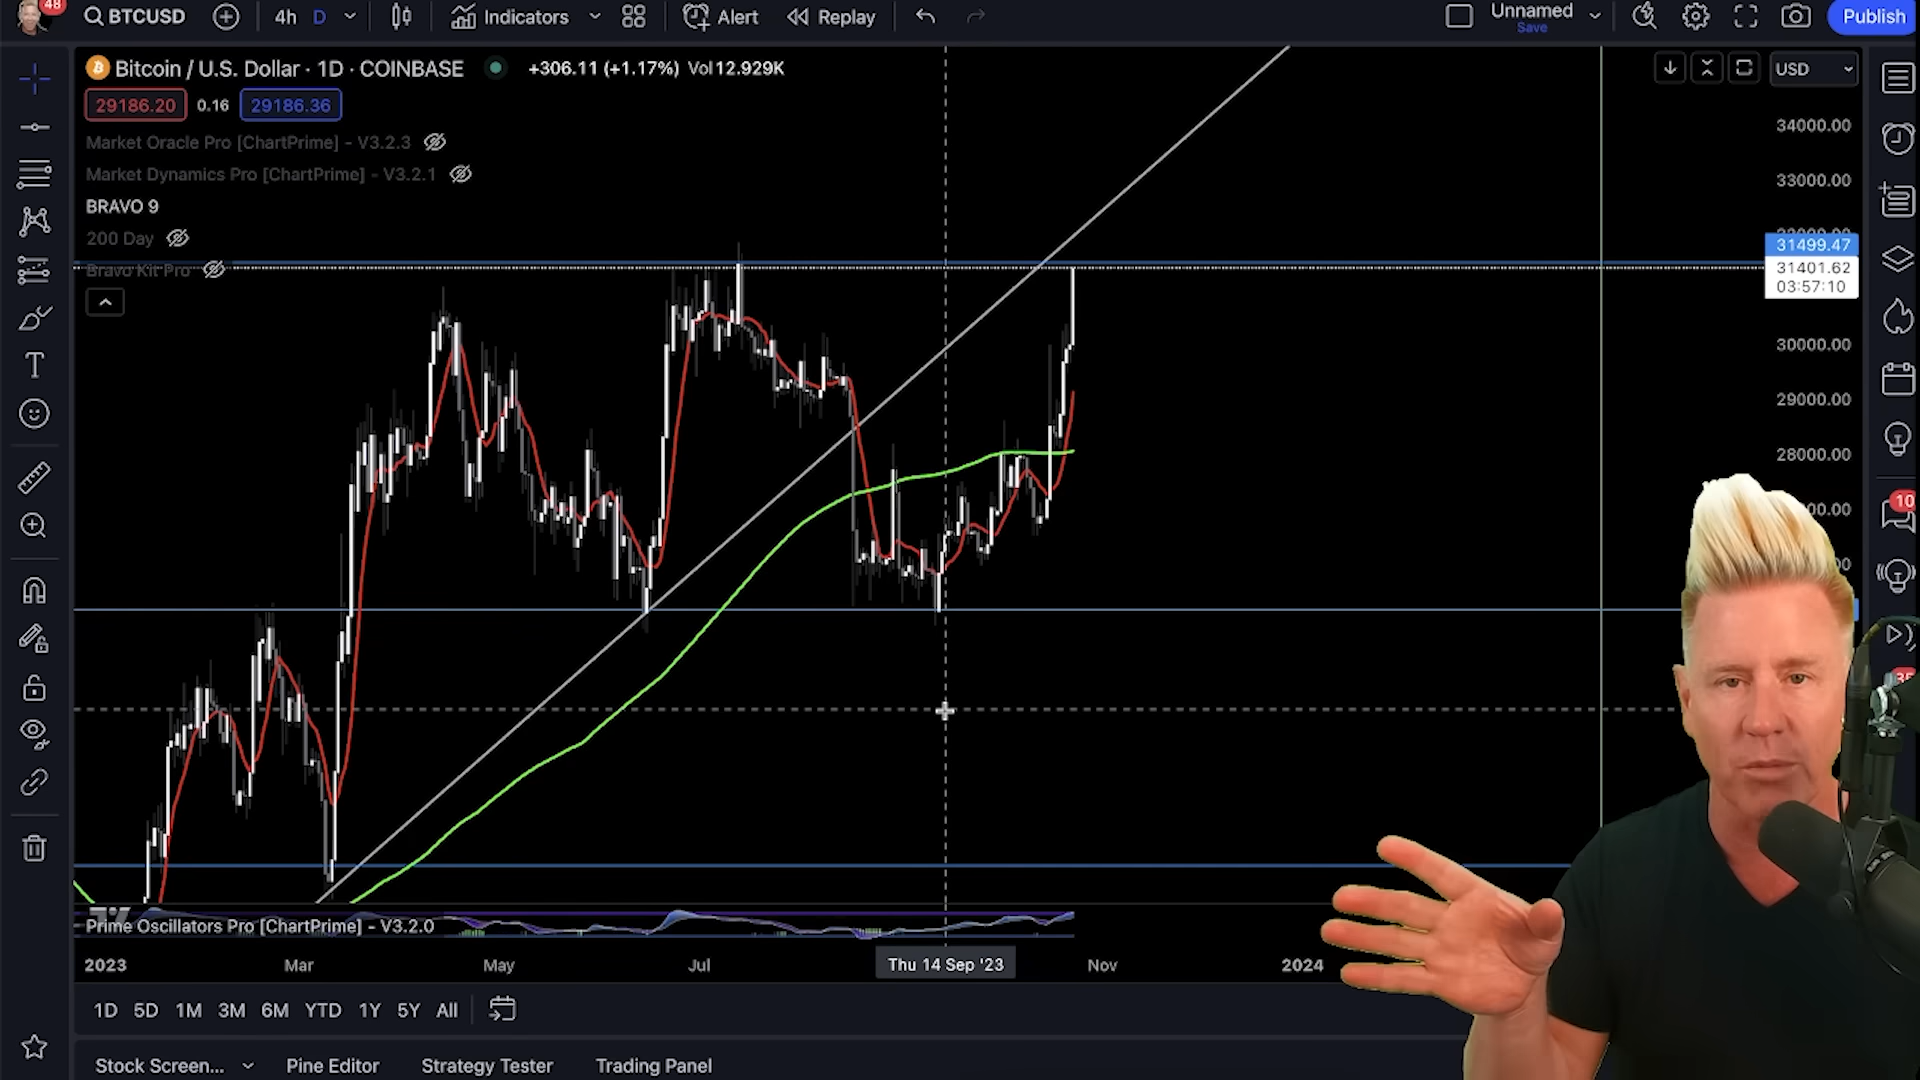 48
BTCUSD
4h D
Indicators
Alert
Replay
Unnamed
Save
Publish
Bitcoin / U.S. Dollar · 1D · COINBASE
+306.11 (+1.17%) Vol12.929K
USD
29186.20 0.16 29186.36
Market Oracle Pro [ChartPrime] - V3.2.3
Market Dynamics Pro [ChartPrime] - V3.2.1
BRAVO 9
200 Day
Bravo Kit Pro
34000.00
33000.00
31499.47
31401.62
03:57:10
30000.00
29000.00
28000.00
10
Prime Oscillators Pro [ChartPrime] - V3.2.0
2023
Mar
May
Jul
Thu 14 Sep '23
Nov
2024
1D 5D 1M 3M 6M YTD 1Y 5Y All
Stock Screen...
Pine Editor
Strategy Tester
Trading Panel